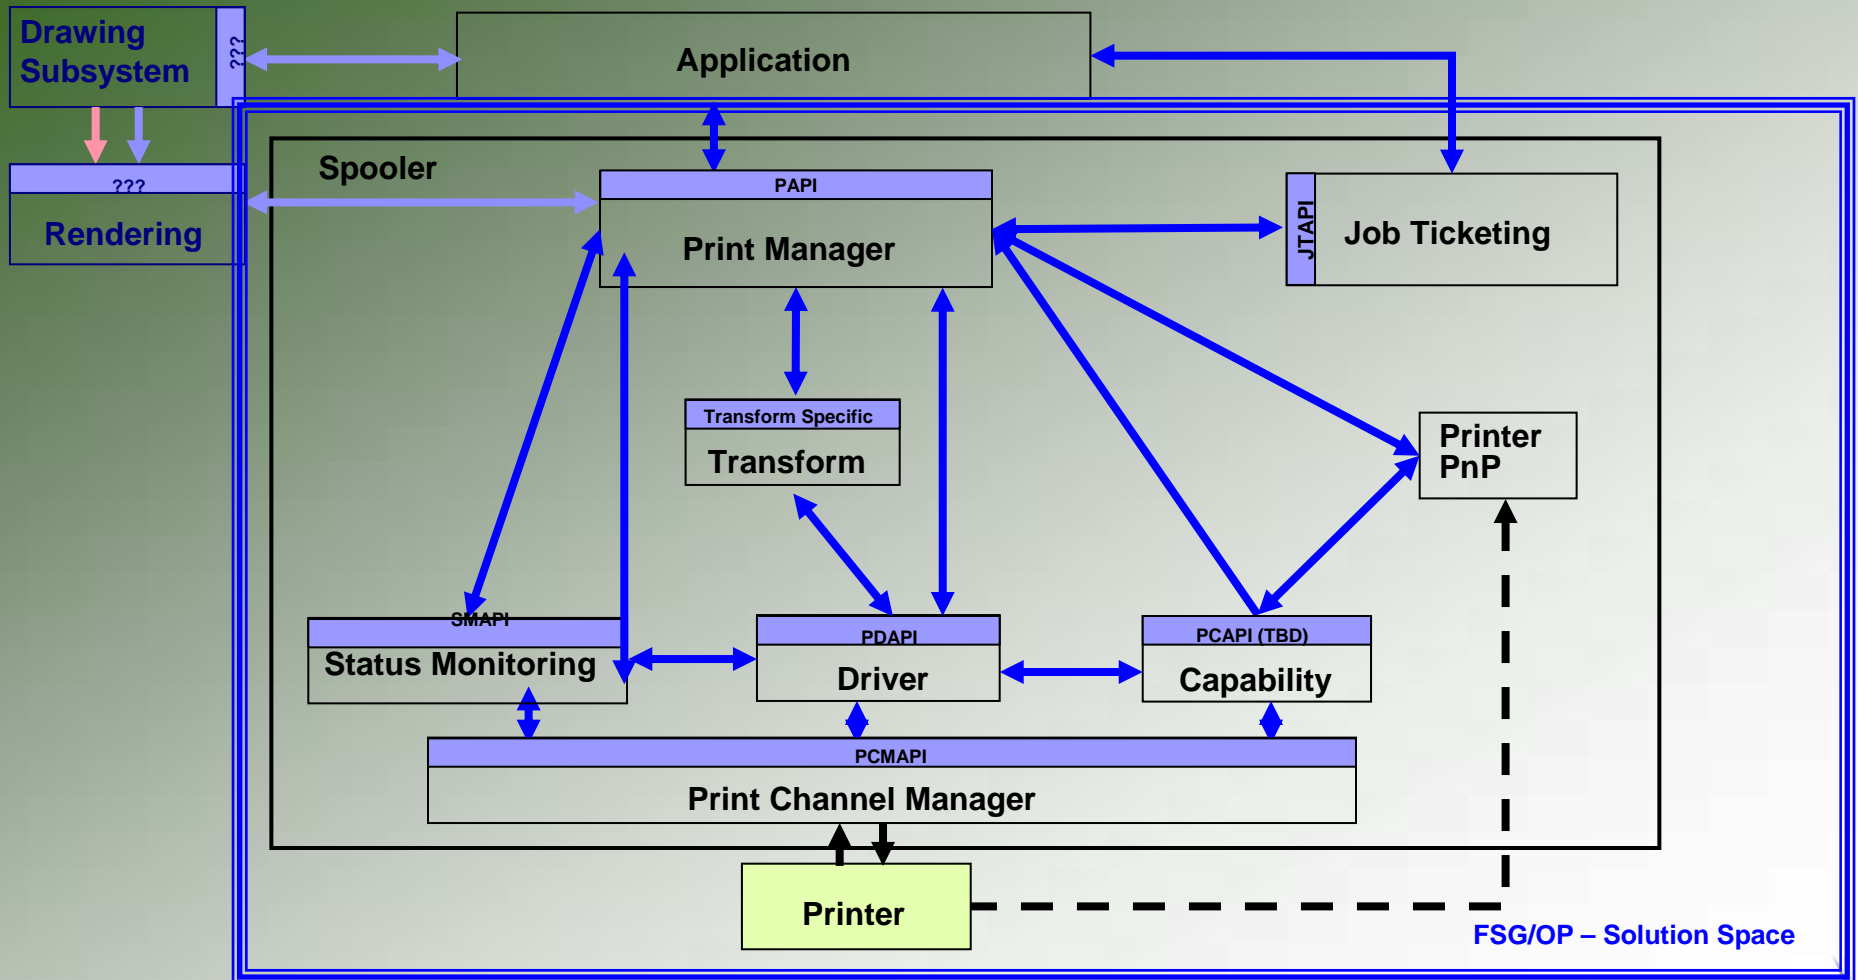 Drawing
Subsystem
???
Application
???
Rendering
Spooler
PAPI
Print Manager
JTAPI
Job Ticketing
Transform Specific
Transform
Printer
PnP
SMAPI
Status Monitoring
PDAPI
Driver
PCAPI (TBD)
Capability
PCMAPI
Print Channel Manager
Printer
FSG/OP – Solution Space